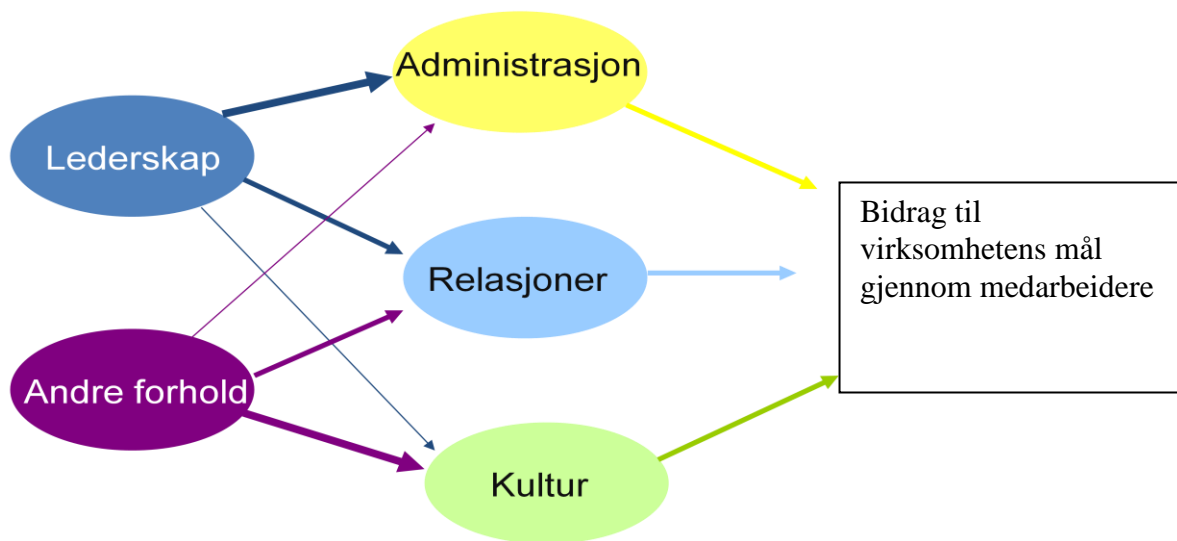 Administrasjon
Lederskap
Relasjoner
Andre forhold
Kultur
Bidrag til
virksomhetens mål
gjennom medarbeidere